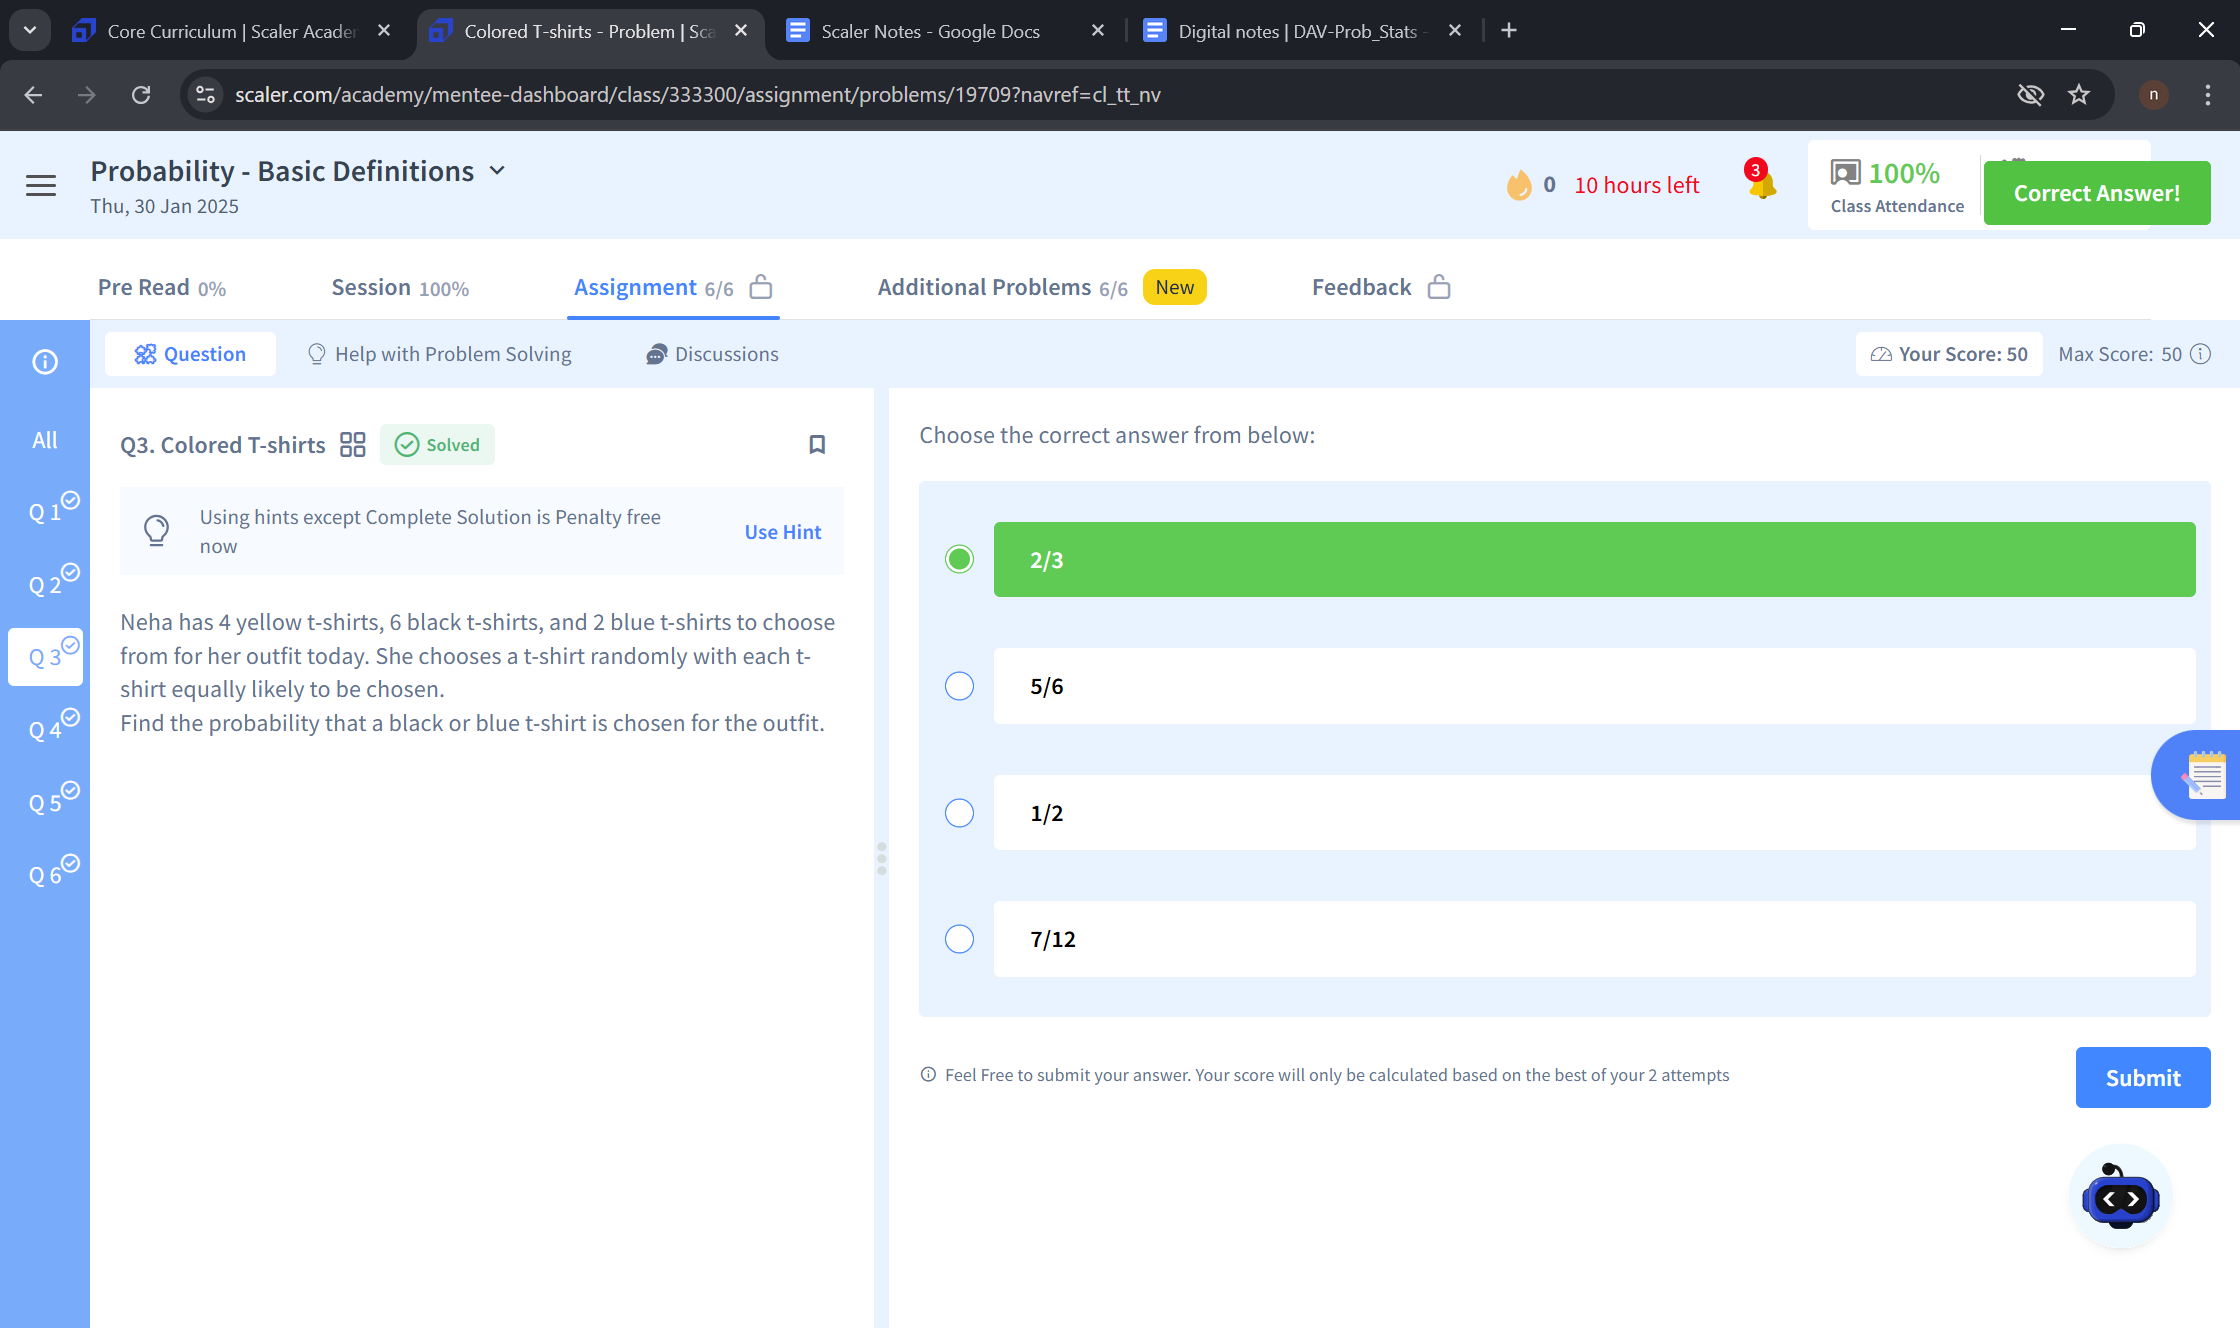 Core Curriculum | Scaler Acader
Colored T-shirts - Problem | Sca
Scaler Notes - Google Docs
Digital notes | DAV-Prob_Stats -
scaler.com/academy/mentee-dashboard/class/333300/assignment/problems/19709?navref=cl_tt_nv
n
Probability - Basic Definitions
Thu, 30 Jan 2025
0
10 hours left
3
100%
Class Attendance
Correct Answer!
Pre Read 0%
Session 100%
Assignment 6/6
Additional Problems 6/6
New
Feedback
Question
Help with Problem Solving
Discussions
Your Score: 50
Max Score: 50
All
Q 1
Q 2
Q 3
Q 4
Q 5
Q 6
Q3. Colored T-shirts
Solved
Using hints except Complete Solution is Penalty free
now
Use Hint
Neha has 4 yellow t-shirts, 6 black t-shirts, and 2 blue t-shirts to choose
from for her outfit today. She chooses a t-shirt randomly with each t-
shirt equally likely to be chosen.
Find the probability that a black or blue t-shirt is chosen for the outfit.
Choose the correct answer from below:
2/3
5/6
1/2
7/12
Feel Free to submit your answer. Your score will only be calculated based on the best of your 2 attempts
Submit